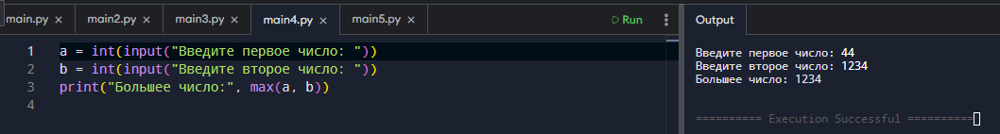 main.py × main2.py × main3.py × main4.py × main5.py × Run
1 a = int(input("Введите первое число: "))
2 b = int(input("Введите второе число: "))
3 print("Большее число:", max(a, b))
4
Output
Введите первое число: 44
Введите второе число: 1234
Большее число: 1234
========== Execution Successful ==========